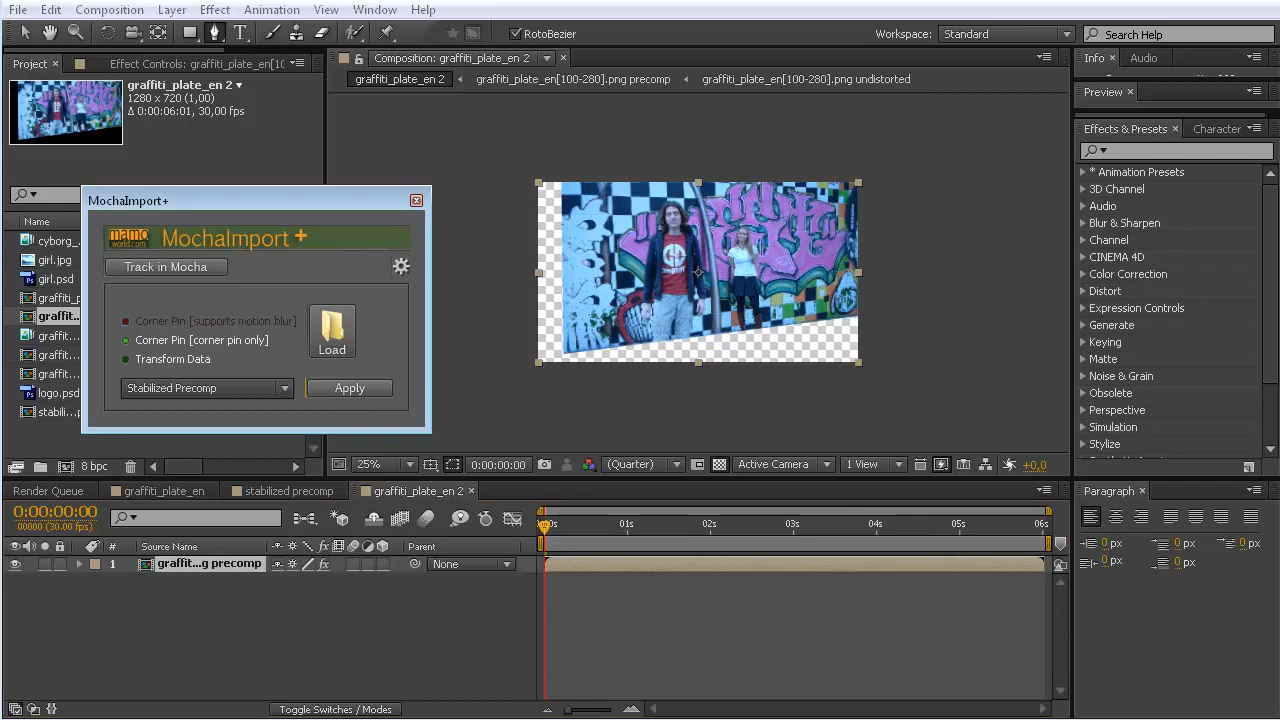 File Edit Composition Layer Effect Animation View Window Help
RotoBezier
Workspace: Standard
Search Help
Project Effect Controls: graffiti_plate_en[10
Composition: graffiti_plate_en 2
Info Audio
graffiti_plate_en 2 graffiti_plate_en[100-280].png precomp graffiti_plate_en[100-280].png undistorted
graffiti_plate_en 2
1280 x 720 (1,00)
Δ 0:00:06:01, 30,00 fps
Preview
Effects & Presets Character
Name
cyborg_
girl.jpg
girl.psd
graffiti_p
graffit...
graffit
graffit
graffit
logo.psd
stabili...
MochaImport+
mamo world.com MochaImport +
Track in Mocha
Corner Pin [supports motion blur]
Corner Pin [corner pin only]
Transform Data
Load
Stabilized Precomp
Apply
* Animation Presets
3D Channel
Audio
Blur & Sharpen
Channel
CINEMA 4D
Color Correction
Distort
Expression Controls
Generate
Keying
Matte
Noise & Grain
Obsolete
Perspective
Simulation
Stylize
8 bpc
25% 0:00:00:00 (Quarter) Active Camera 1 View +0,0
Render Queue graffiti_plate_en stabilized precomp graffiti_plate_en 2
Paragraph
0:00:00:00
00000 (30.00 fps)
01s 02s 03s 04s 05s 06s
# Source Name Parent
1 graffit...g precomp None
0 px 0 px 0 px
0 px 0 px
Toggle Switches / Modes